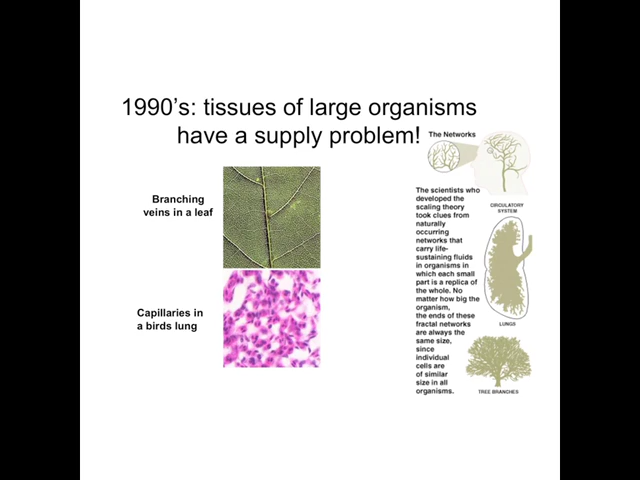 1990's: tissues of large organisms
have a supply problem!
Branching
veins in a leaf
Capillaries in
a birds lung
The Networks
The scientists who
developed the
scaling theory
took clues from
naturally
occurring
networks that
carry life-
sustaining fluids
in organisms in
which each small
part is a replica of
the whole. No
matter how big the
organism,
the ends of these
fractal networks
are always the
same size,
since
individual
cells are
of similar
size in all
organisms.
CIRCULATORY
SYSTEM
LUNGS
TREE BRANCHES